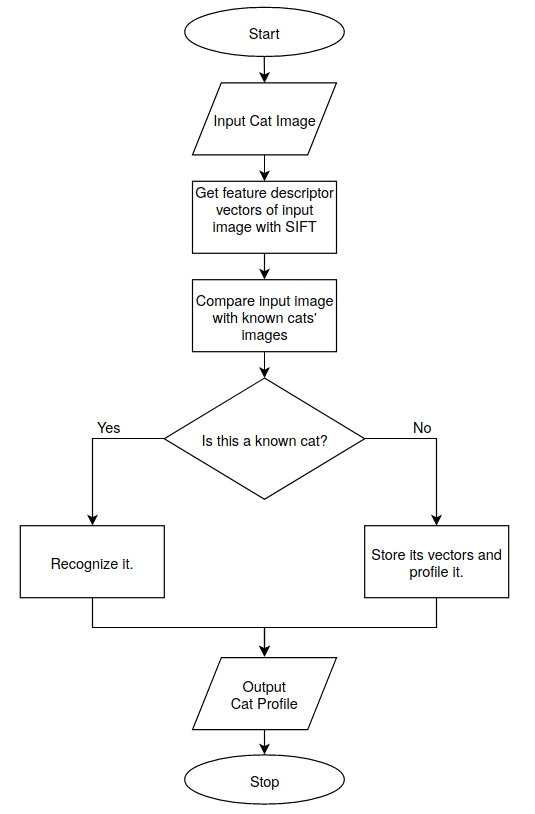 Start
Input Cat Image
Get feature descriptor
vectors of input
image with SIFT
Compare input image
with known cats'
images
Is this a known cat?
Yes
No
Recognize it.
Store its vectors and
profile it.
Output
Cat Profile
Stop